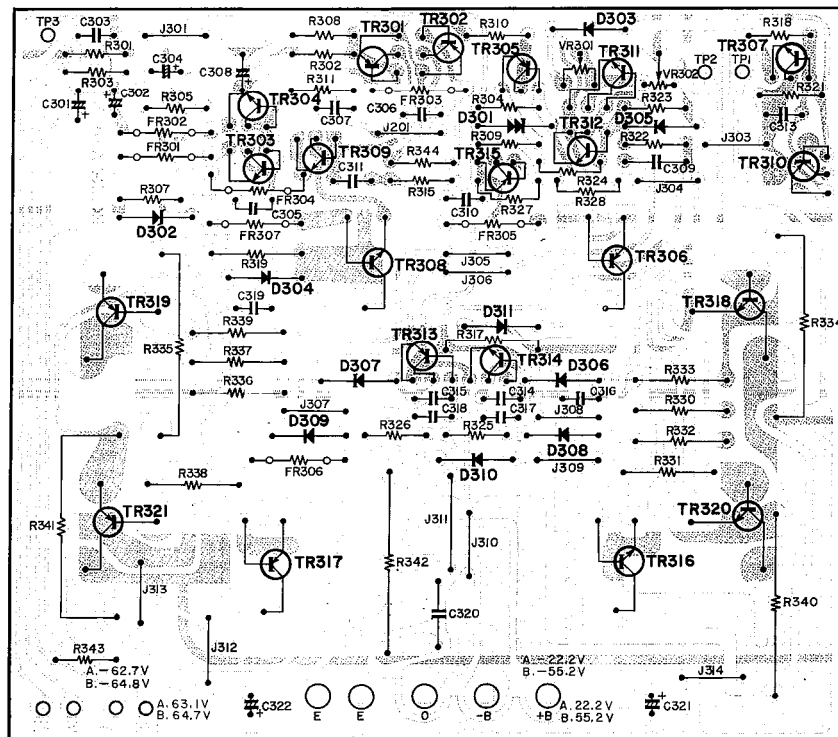 TP3 C303 J301 R308 TR301 TR302 R310 D303 R318
R301 R302 TR305 VR301 TR311 TR307
C304 C308 VR302 TP2 TP1
R303 R311 FR303 R321
C301 C302 R305 TR304 C307 C306 R304 R323
FR302 D301 TR312 D305 C313
J201 R309 R322 J303
FR301 TR303 TR309 R344 TR315 C309 TR310
C311 R315 R324 J304
R307 FR304 C305 C310 R327 R328
D302 FR307 FR305
R319 TR308 J305 TR306
D304 J306
TR319 C319 D311 TR318
R339 TR313 R317 R334
R335 R337 D307 TR314 D306 R333
R336 C315 C314 C316 R330
J307 C318 C317 J308
D309 R326 R325 D308 R332
FR306 D310 J309 R331
R338
R341 TR321 J311 J310 TR320
TR317 R342 TR316
J313 R340
C320
J312
R343
A.-62.7V
B.-64.8V
A.-22.2V
B.-55.2V
J314
A. 63.1V
B. 64.7V
C322 E E O -B +B
A. 22.2V
B. 55.2V
C321